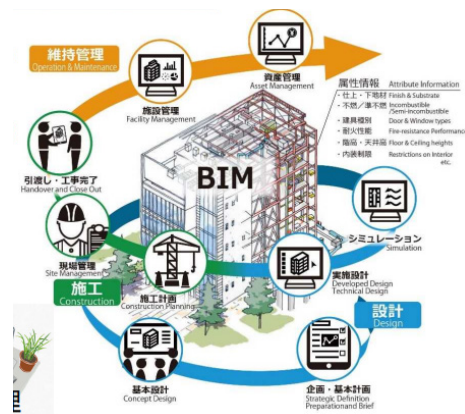 維持管理
Operation & Maintenance
資産管理
Asset Management
施設管理
Facility Management
属性情報 Attribute Information
・仕上・下地材 Finish & Substrate
・不燃/準不燃 Incombustible
/Semi-incombustible
・建具種別 Door & Window types
・耐火性能 Fire-resistance Performance
・階高・天井高 Floor & Ceiling heights
・内装制限 Restrictions on Interior
etc.
BIM
引渡し・工事完了
Handover and Close Out
シミュレーション
Simulation
現場管理
Site Management
施工
Construction
施工計画
Construction Planning
実施設計
Developed Design
Technical Design
設計
Design
基本設計
Concept Design
企画・基本計画
Strategic Definition
Preparationand Brief
理